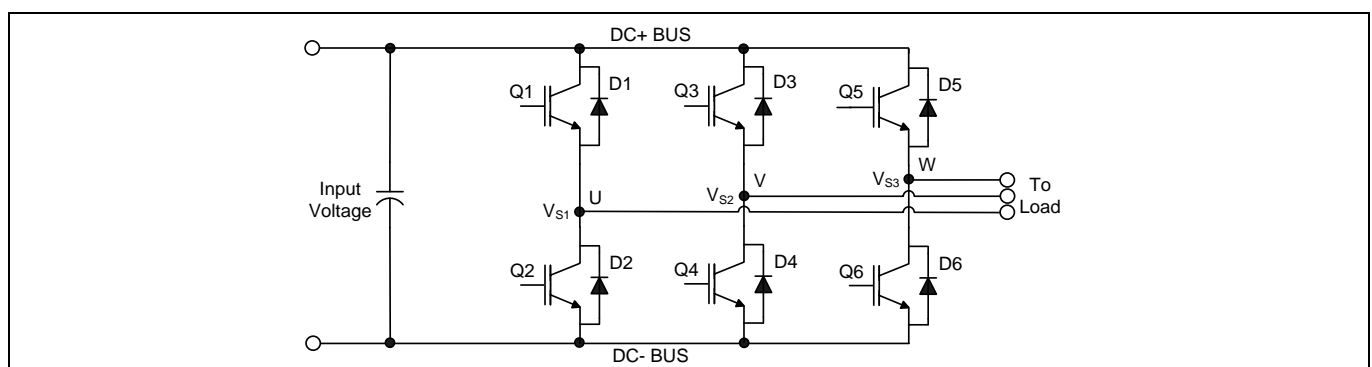 DC+ BUS
Q1
D1
Q3
D3
Q5
D5
Input
Voltage
VS1
U
VS2
V
VS3
W
To
Load
Q2
D2
Q4
D4
Q6
D6
DC- BUS